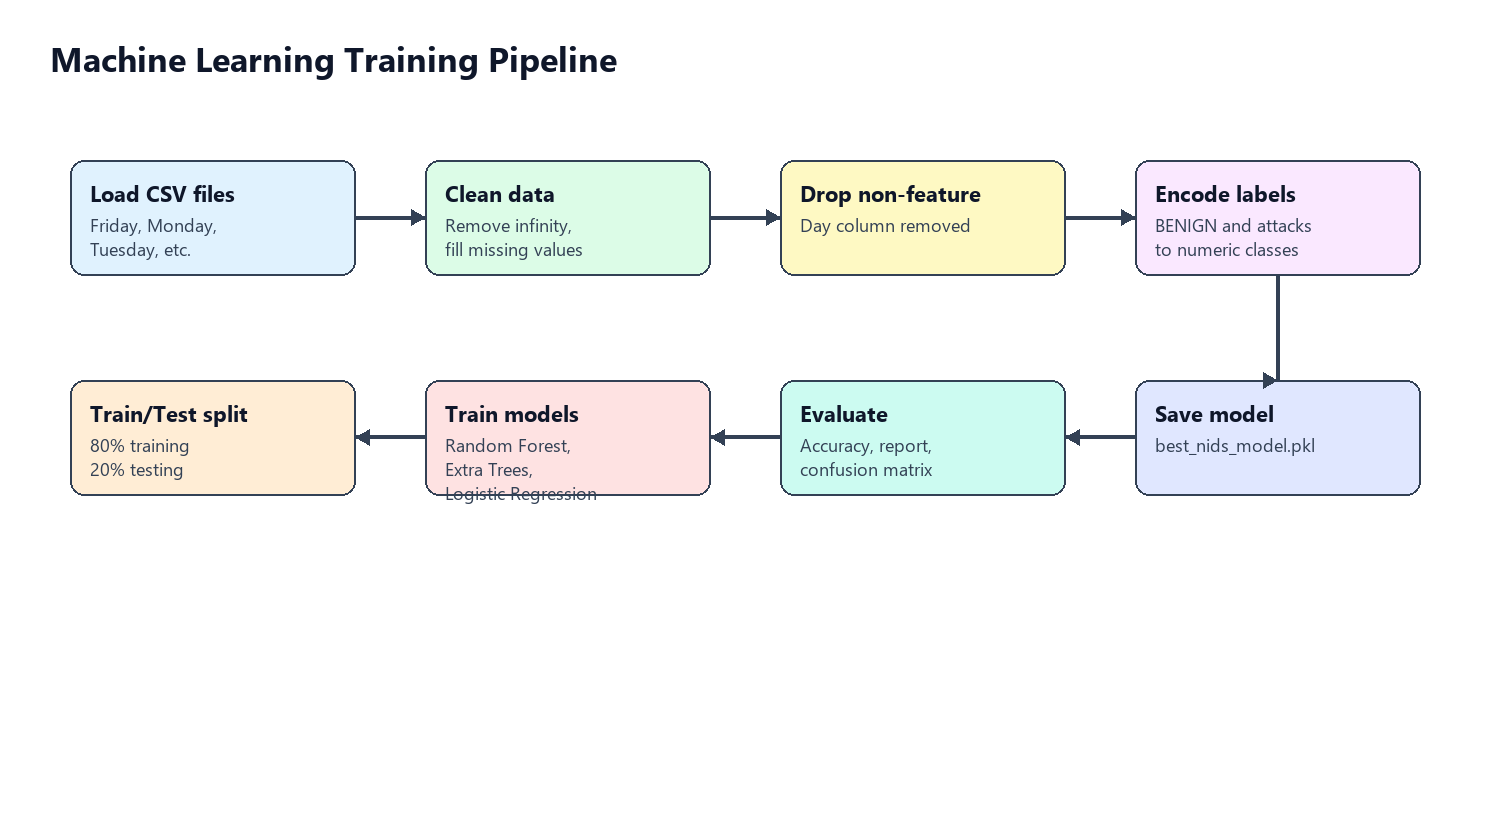 Machine Learning Training Pipeline
Load CSV files
Friday, Monday,
Tuesday, etc.
Clean data
Remove infinity,
fill missing values
Drop non-feature
Day column removed
Encode labels
BENIGN and attacks
to numeric classes
Train/Test split
80% training
20% testing
Train models
Random Forest,
Extra Trees,
Logistic Regression
Evaluate
Accuracy, report,
confusion matrix
Save model
best_nids_model.pkl